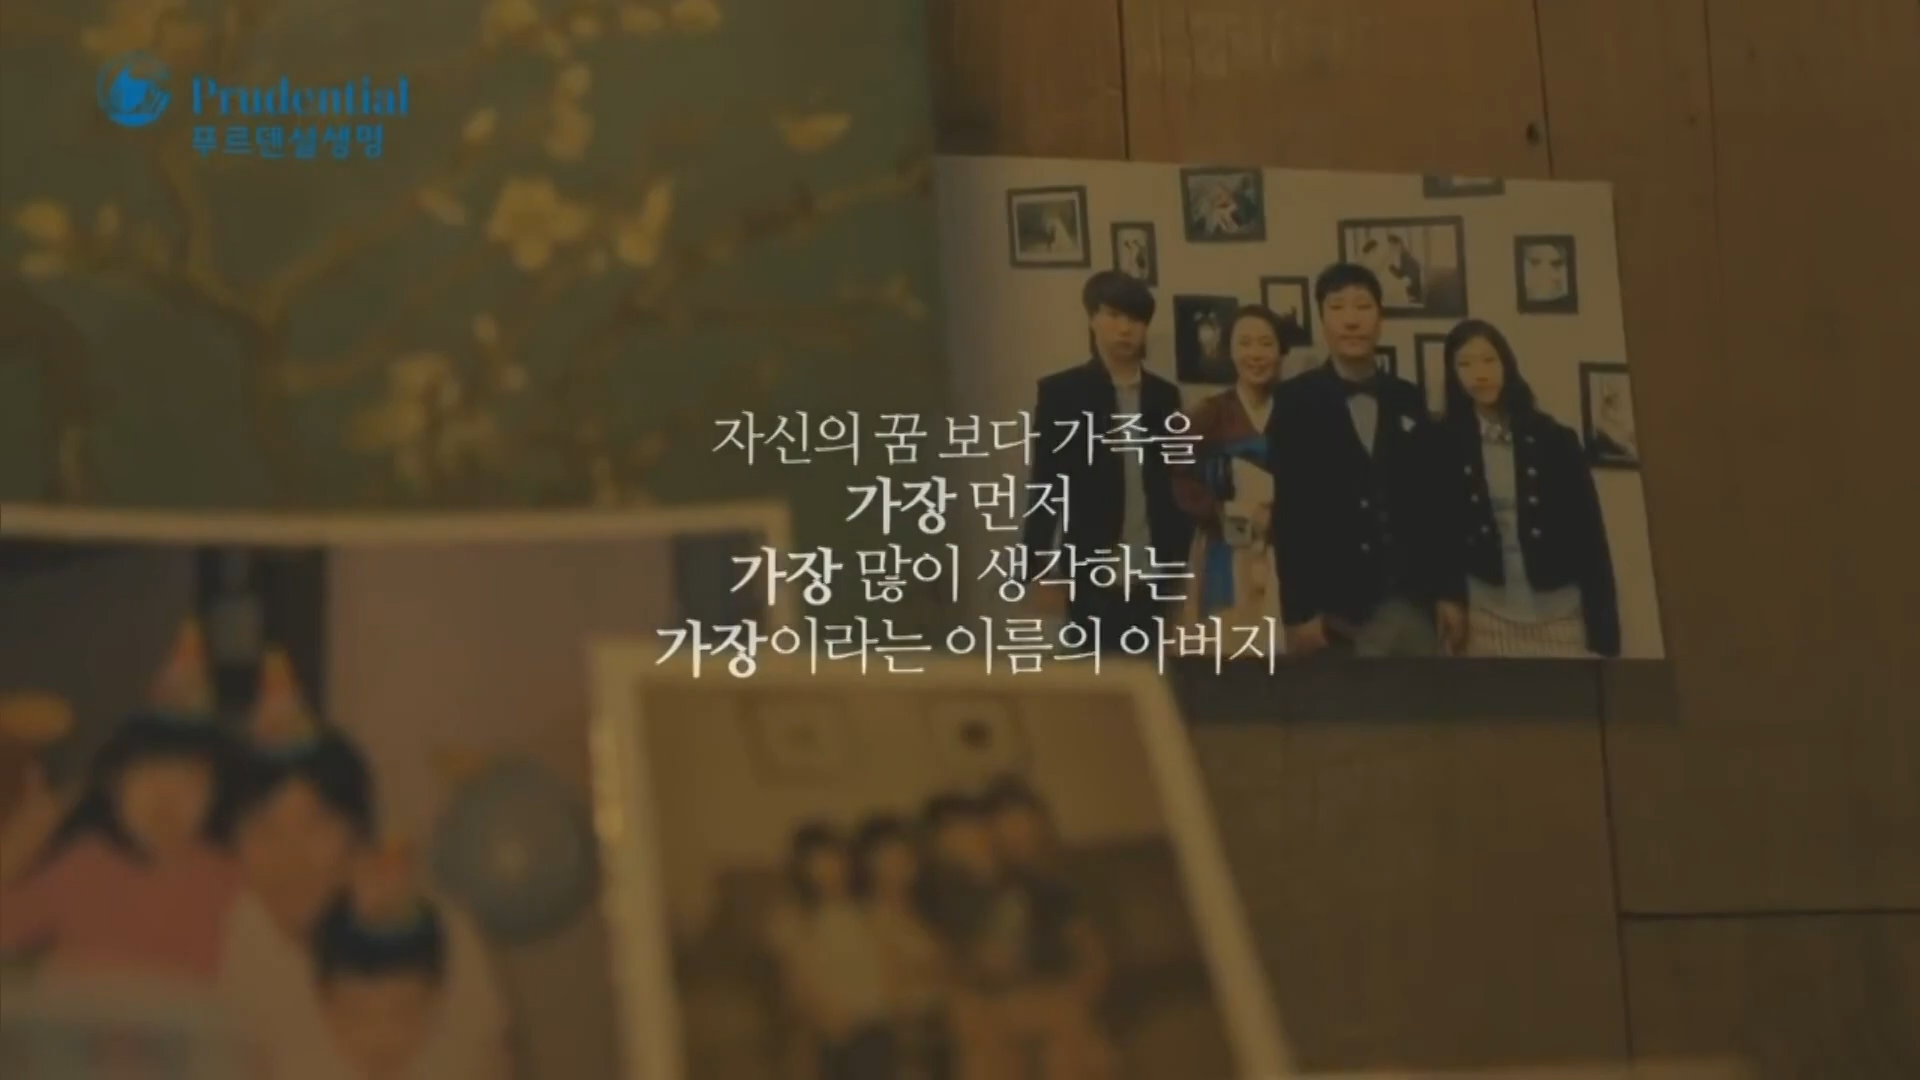 Prudential
푸르덴셜생명
자신의 꿈 보다 가족을
가장 먼저
가장 많이 생각하는
가장이라는 이름의 아버지